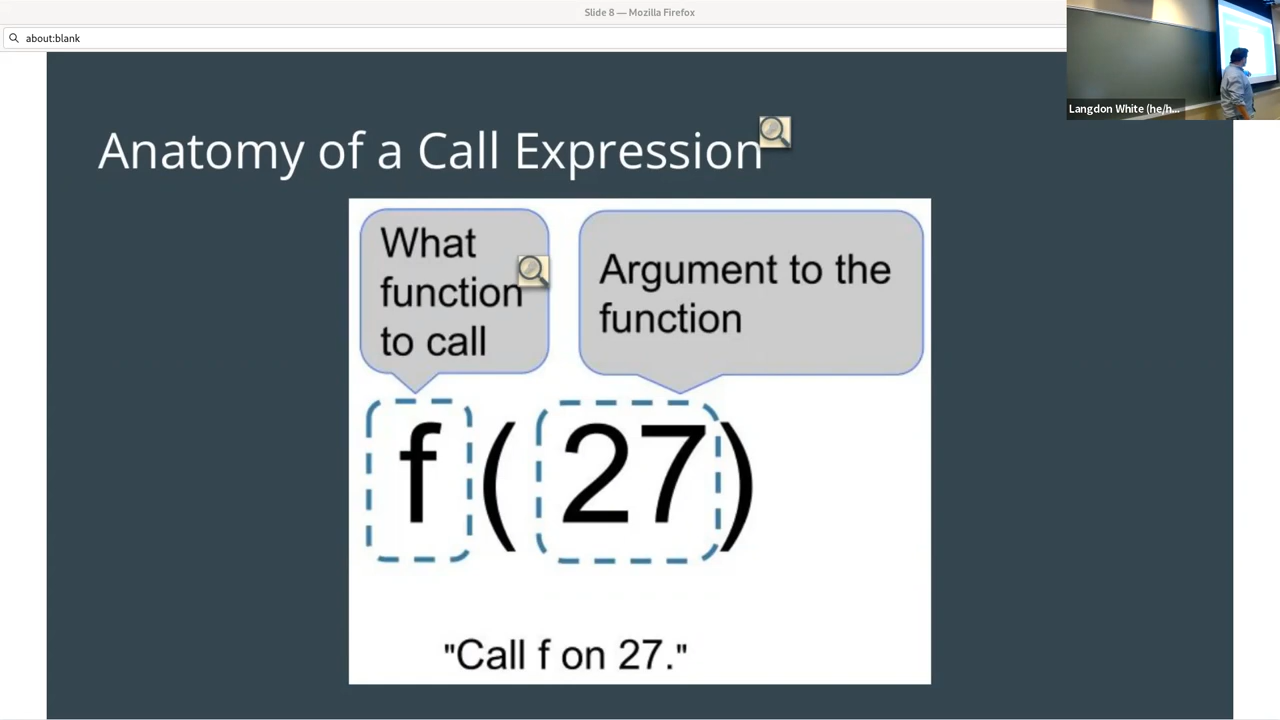 Slide 8 — Mozilla Firefox
about:blank
Langdon White (he/h...
Anatomy of a Call Expression
What
function
to call
Argument to the
function
f ( 27)
"Call f on 27."